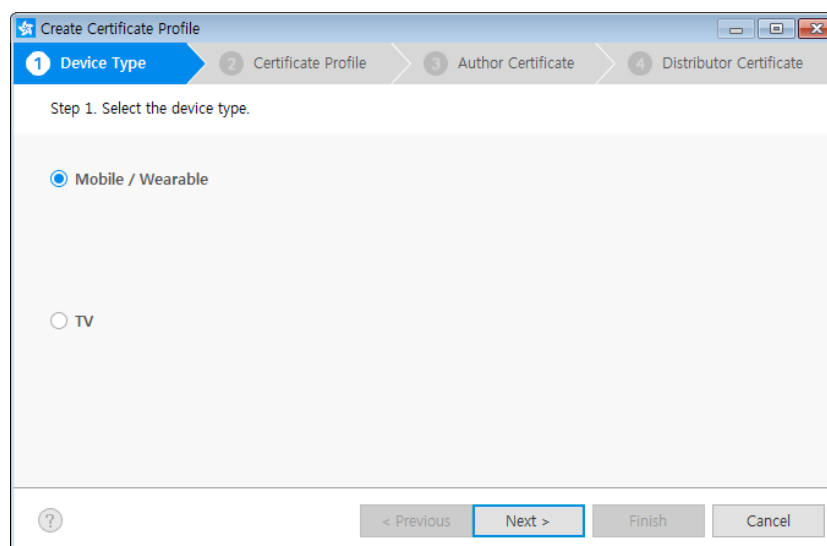 Create Certificate Profile
1 Device Type 2 Certificate Profile 3 Author Certificate 4 Distributor Certificate
Step 1. Select the device type.
Mobile / Wearable
TV
? < Previous Next > Finish Cancel